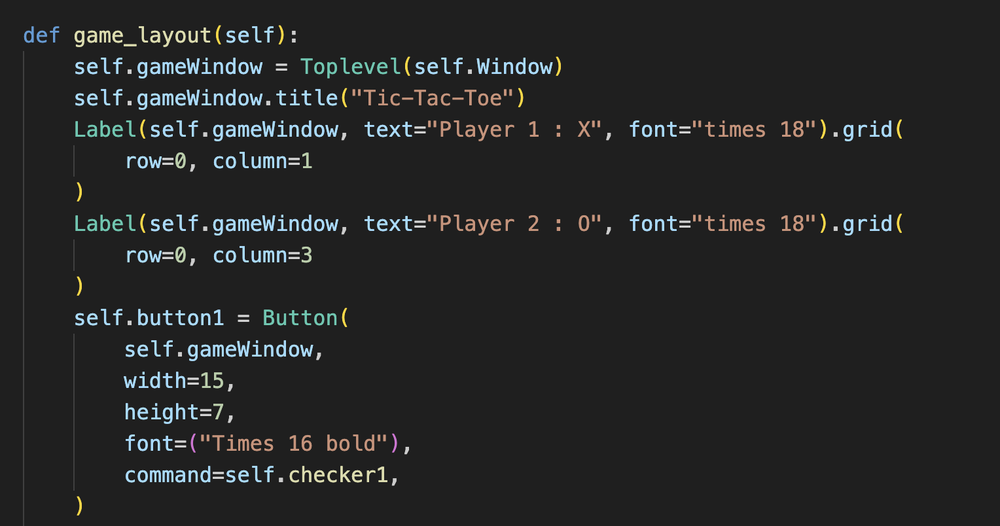 def game_layout(self):
    self.gameWindow = Toplevel(self.Window)
    self.gameWindow.title("Tic-Tac-Toe")
    Label(self.gameWindow, text="Player 1 : X", font="times 18").grid(
        row=0, column=1
    )
    Label(self.gameWindow, text="Player 2 : O", font="times 18").grid(
        row=0, column=3
    )
    self.button1 = Button(
        self.gameWindow,
        width=15,
        height=7,
        font=("Times 16 bold"),
        command=self.checker1,
    )